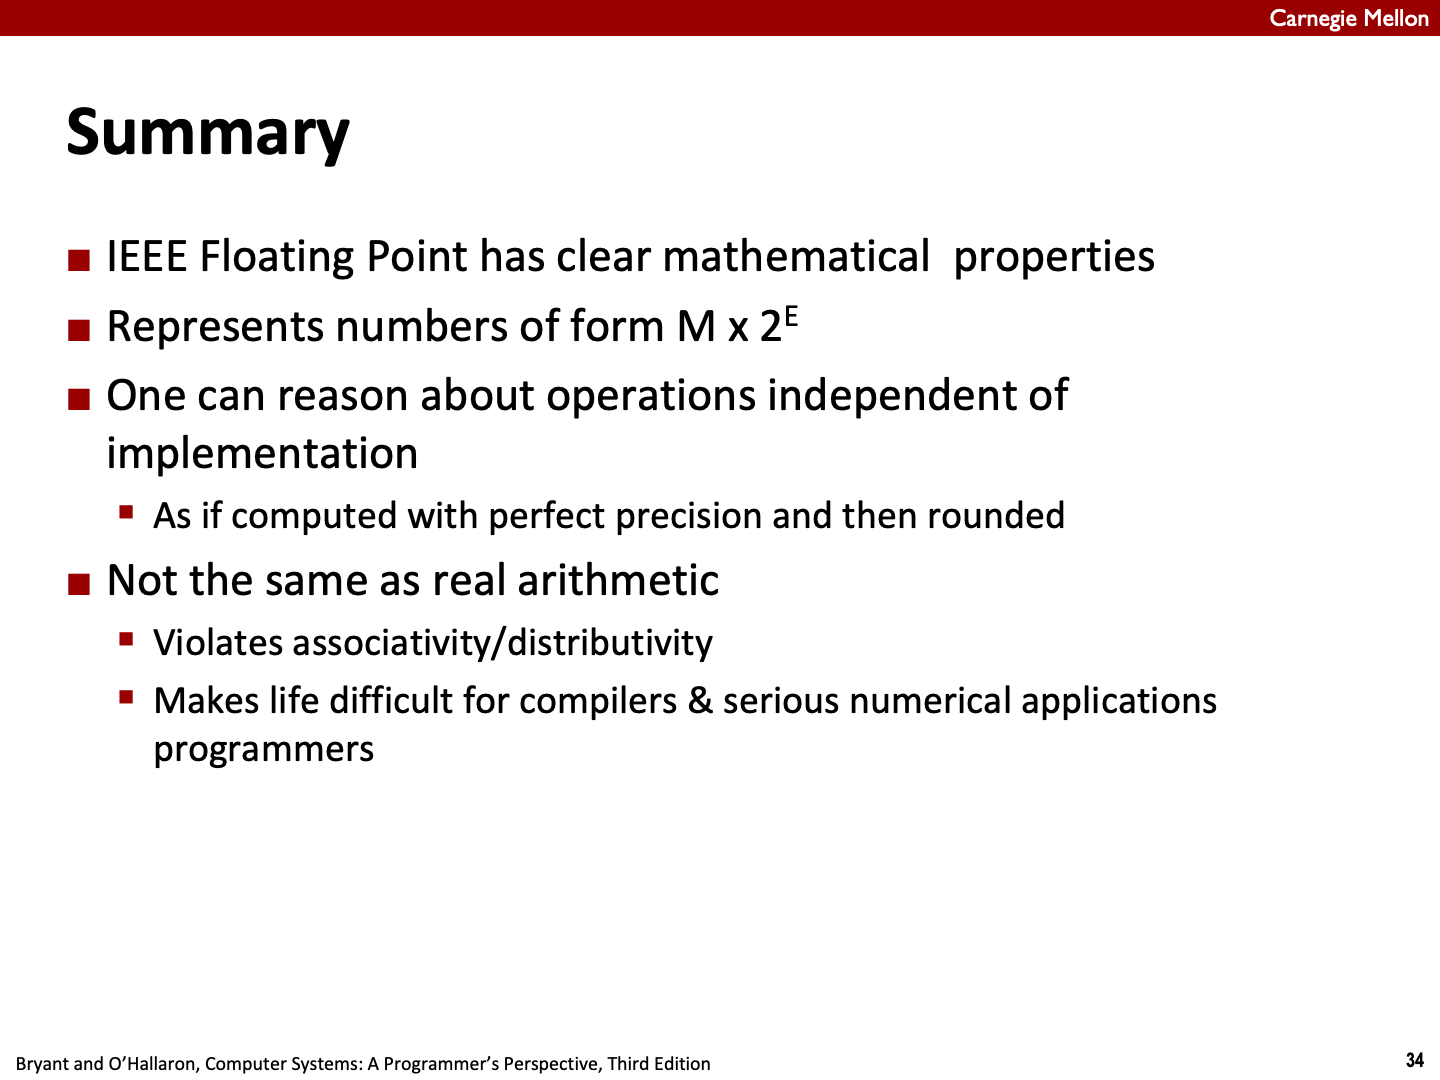 Carnegie Mellon
Summary
■ IEEE Floating Point has clear mathematical  properties
■ Represents numbers of form M x 2ᴱ
■ One can reason about operations independent of
implementation
▪ As if computed with perfect precision and then rounded
■ Not the same as real arithmetic
▪ Violates associativity/distributivity
▪ Makes life difficult for compilers & serious numerical applications
programmers
Bryant and O’Hallaron, Computer Systems: A Programmer’s Perspective, Third Edition
34